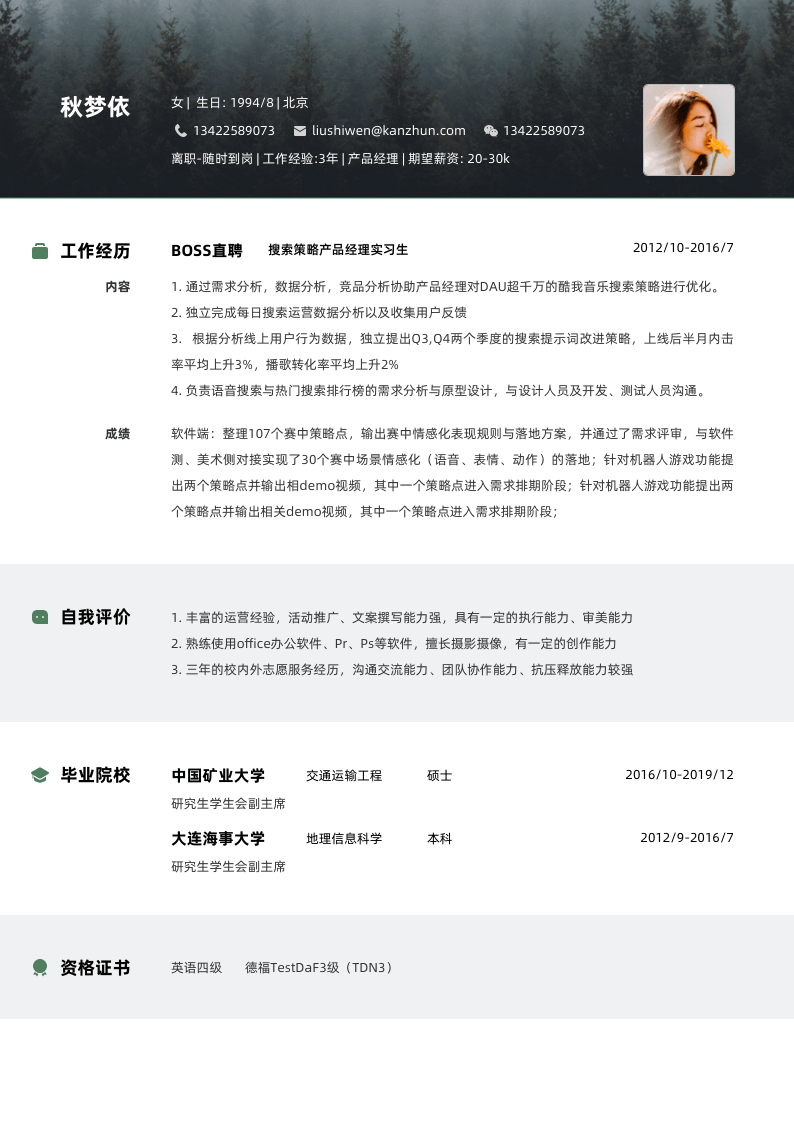 秋梦依
女 | 生日: 1994/8 | 北京
13422589073 liushiwen@kanzhun.com 13422589073
离职-随时到岗 | 工作经验:3年 | 产品经理 | 期望薪资: 20-30k
工作经历 BOSS直聘 搜索策略产品经理实习生 2012/10-2016/7
内容 1. 通过需求分析，数据分析，竞品分析协助产品经理对DAU超千万的酷我音乐搜索策略进行优化。
2. 独立完成每日搜索运营数据分析以及收集用户反馈
3. 根据分析线上用户行为数据，独立提出Q3,Q4两个季度的搜索提示词改进策略，上线后半月内击
率平均上升3%，播歌转化率平均上升2%
4. 负责语音搜索与热门搜索排行榜的需求分析与原型设计，与设计人员及开发、测试人员沟通。
成绩 软件端：整理107个赛中策略点，输出赛中情感化表现规则与落地方案，并通过了需求评审，与软件
测、美术侧对接实现了30个赛中场景情感化（语音、表情、动作）的落地；针对机器人游戏功能提
出两个策略点并输出相demo视频，其中一个策略点进入需求排期阶段；针对机器人游戏功能提出两
个策略点并输出相关demo视频，其中一个策略点进入需求排期阶段；
自我评价 1. 丰富的运营经验，活动推广、文案撰写能力强，具有一定的执行能力、审美能力
2. 熟练使用office办公软件、Pr、Ps等软件，擅长摄影摄像，有一定的创作能力
3. 三年的校内外志愿服务经历，沟通交流能力、团队协作能力、抗压释放能力较强
毕业院校 中国矿业大学 交通运输工程 硕士 2016/10-2019/12
研究生学生会副主席
大连海事大学 地理信息科学 本科 2012/9-2016/7
研究生学生会副主席
资格证书 英语四级 德福TestDaF3级（TDN3）